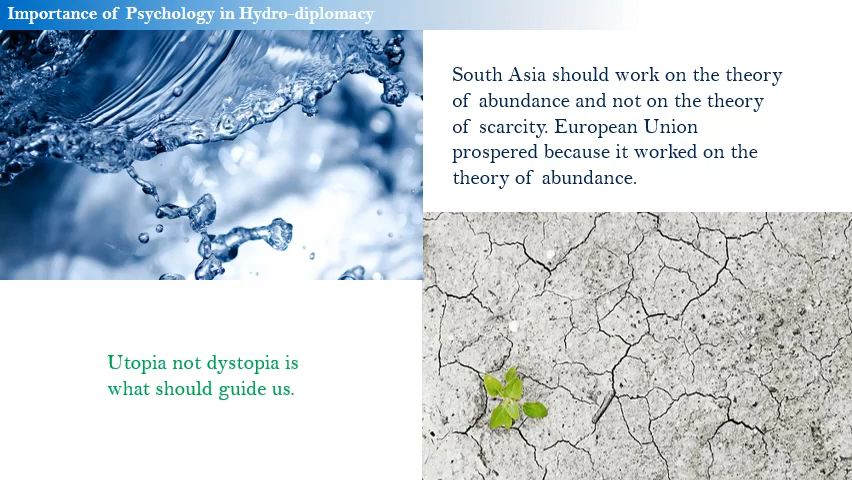 Importance of Psychology in Hydro-diplomacy
South Asia should work on the theory
of abundance and not on the theory
of scarcity. European Union
prospered because it worked on the
theory of abundance.
Utopia not dystopia is
what should guide us.